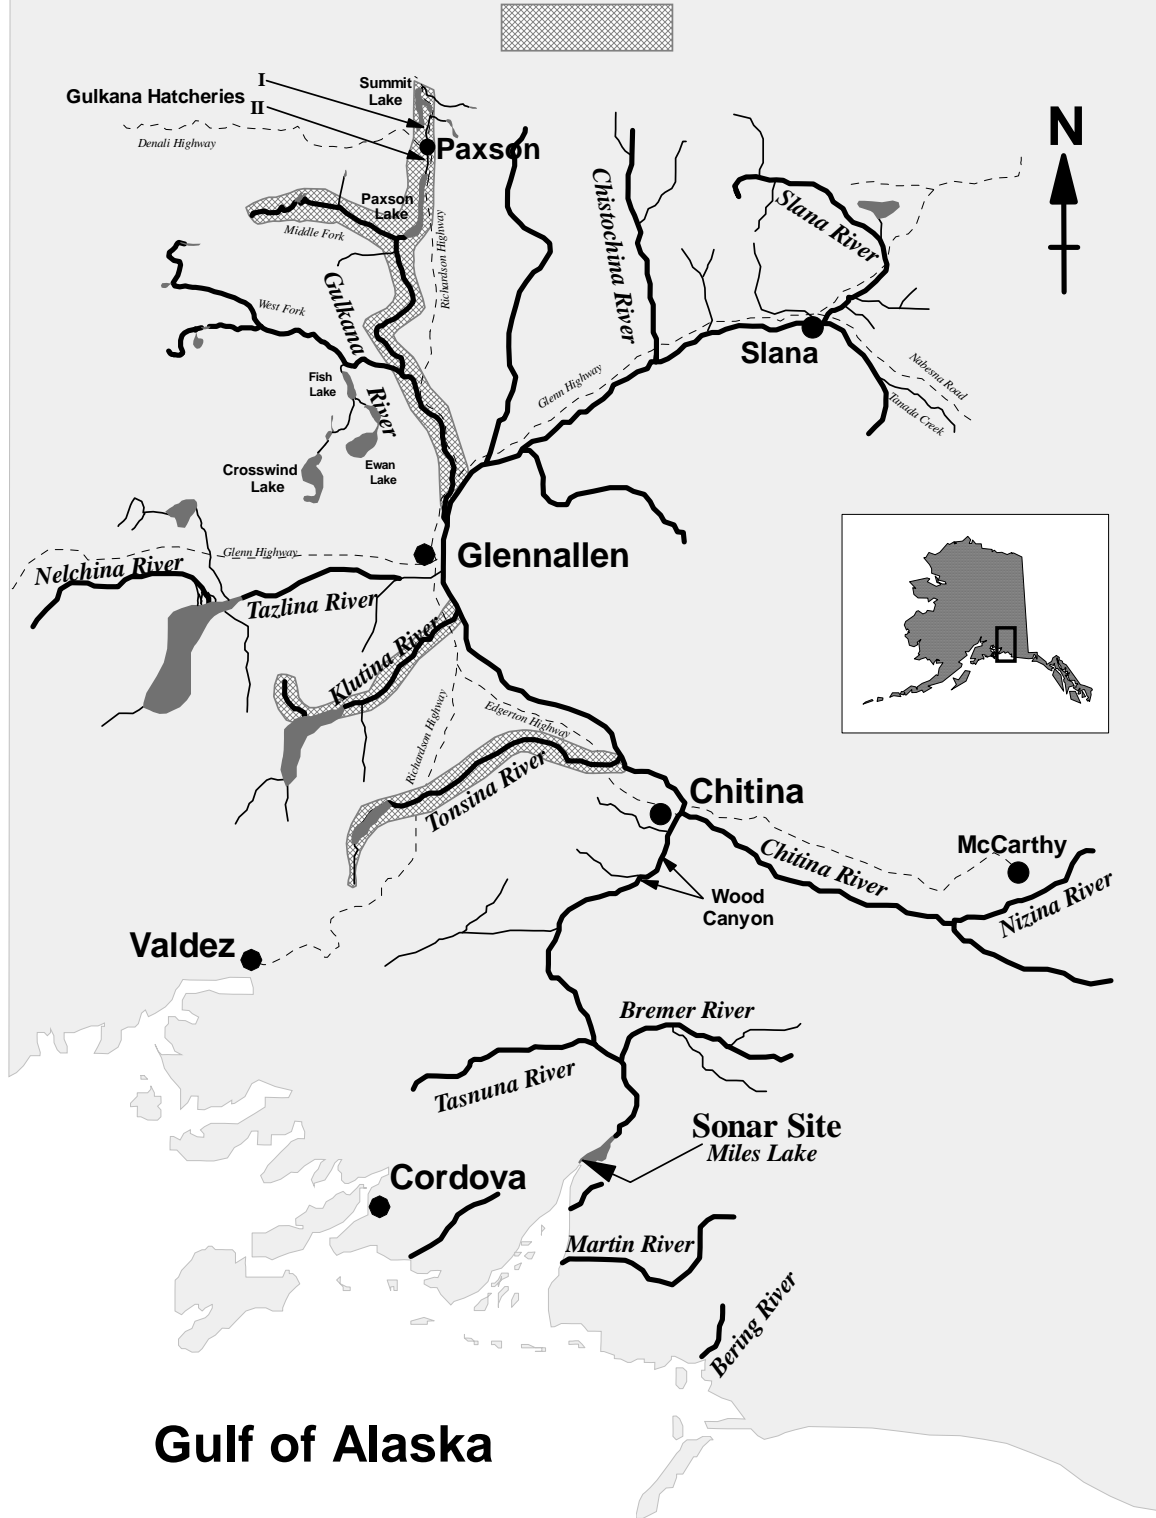 I
Gulkana Hatcheries
II
Summit
Lake
Denali Highway
Paxson
N
Paxson
Lake
Middle Fork
Richardson Highway
Chistochina River
Slana River
West Fork
Gulkana
River
Slana
Fish
Lake
Glenn Highway
Nabesna Road
Tanada Creek
Crosswind
Lake
Ewan
Lake
Glenn Highway
Glennallen
Nelchina River
Tazlina River
Klutina River
Richardson Highway
Edgerton Highway
Tonsina River
Chitina
Chitina River
McCarthy
Nizina River
Wood
Canyon
Valdez
Bremer River
Tasnuna River
Sonar Site
Miles Lake
Cordova
Martin River
Bering River
Gulf of Alaska